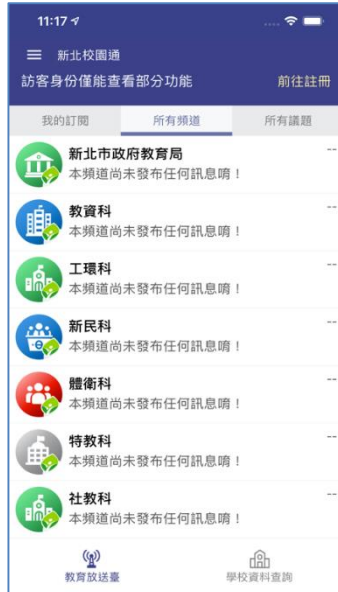 11:17
新北校園通
訪客身份僅能查看部分功能 前往註冊
我的訂閱 所有頻道 所有議題
新北市政府教育局 --
本頻道尚未發布任何訊息唷！
教資科 --
本頻道尚未發布任何訊息唷！
工環科 --
本頻道尚未發布任何訊息唷！
新民科 --
本頻道尚未發布任何訊息唷！
體衛科 --
本頻道尚未發布任何訊息唷！
特教科 --
本頻道尚未發布任何訊息唷！
社教科 --
本頻道尚未發布任何訊息唷！
教育放送臺 學校資料查詢